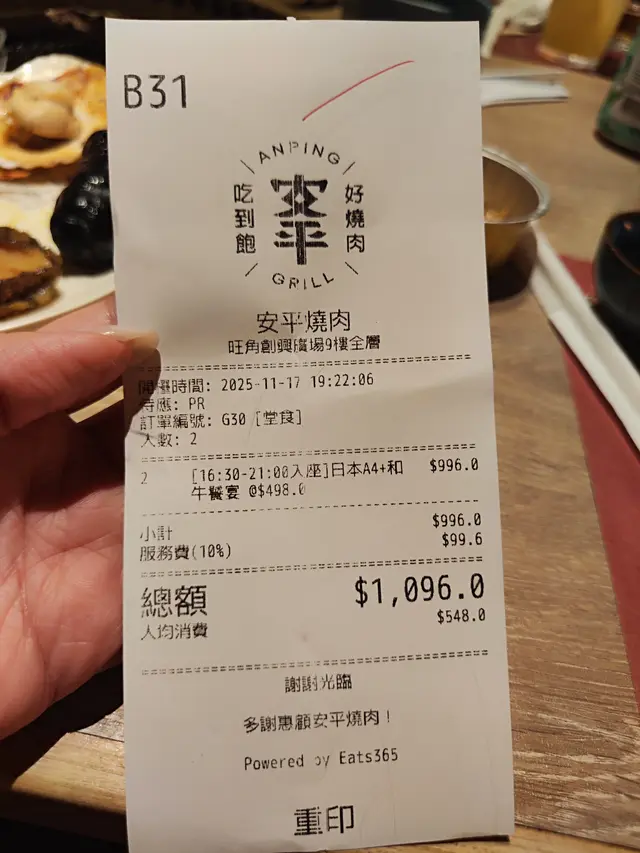 B31
ANPING
吃到飽
安平
好燒肉
GRILL
安平燒肉
旺角創興廣場9樓全層
開檯時間: 2025-11-17 19:22:06
侍應: PR
訂單編號: G30 [堂食]
人數: 2
2 [16:30-21:00入座]日本A4+和 $996.0
牛饗宴 @$498.0
小計 $996.0
服務費(10%) $99.6
總額 $1,096.0
人均消費 $548.0
謝謝光臨
多謝惠顧安平燒肉！
Powered by Eats365
重印